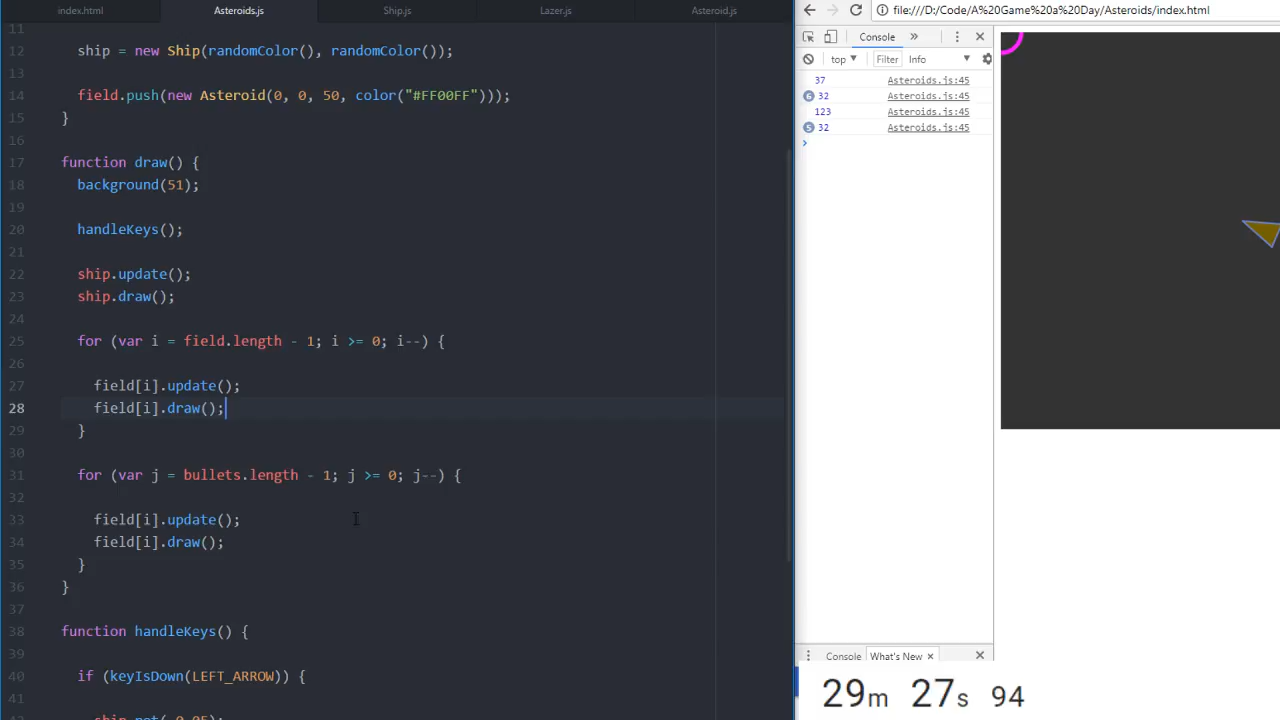 index.html
Asteroids.js
Ship.js
Lazer.js
Asteroid.js
11
12 ship = new Ship(randomColor(), randomColor());
13
14 field.push(new Asteroid(0, 0, 50, color("#FF00FF")));
15 }
16
17 function draw() {
18 background(51);
19
20 handleKeys();
21
22 ship.update();
23 ship.draw();
24
25 for (var i = field.length - 1; i >= 0; i--) {
26
27 field[i].update();
28 field[i].draw();
29 }
30
31 for (var j = bullets.length - 1; j >= 0; j--) {
32
33 field[i].update();
34 field[i].draw();
35 }
36 }
37
38 function handleKeys() {
39
40 if (keyIsDown(LEFT_ARROW)) {
41
file:///D:/Code/A%20Game%20a%20Day/Asteroids/index.html
Console »
top ▼ Filter Info ▼
37 Asteroids.js:45
6 32 Asteroids.js:45
123 Asteroids.js:45
5 32 Asteroids.js:45
Console What's New ×
29m 27s 94